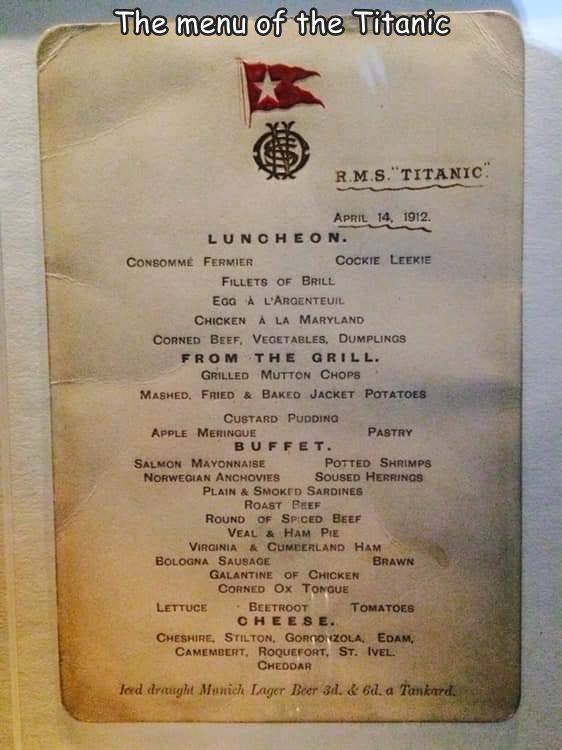 The menu of the Titanic
R.M.S. "TITANIC".
APRIL 14, 1912.
LUNCHEON.
CONSOMMÉ FERMIER COCKIE LEEKIE
FILLETS OF BRILL
EGG À L'ARGENTEUIL
CHICKEN À LA MARYLAND
CORNED BEEF, VEGETABLES, DUMPLINGS
FROM THE GRILL.
GRILLED MUTTON CHOPS
MASHED, FRIED & BAKED JACKET POTATOES
CUSTARD PUDDING
APPLE MERINGUE PASTRY
BUFFET.
SALMON MAYONNAISE POTTED SHRIMPS
NORWEGIAN ANCHOVIES SOUSED HERRINGS
PLAIN & SMOKED SARDINES
ROAST BEEF
ROUND OF SPICED BEEF
VEAL & HAM PIE
VIRGINIA & CUMBERLAND HAM
BOLOGNA SAUSAGE BRAWN
GALANTINE OF CHICKEN
CORNED OX TONGUE
LETTUCE BEETROOT TOMATOES
CHEESE.
CHESHIRE, STILTON, GORGONZOLA, EDAM,
CAMEMBERT, ROQUEFORT, ST. IVEL.
CHEDDAR
Iced draught Munich Lager Beer 3d. & 6d. a Tankard.